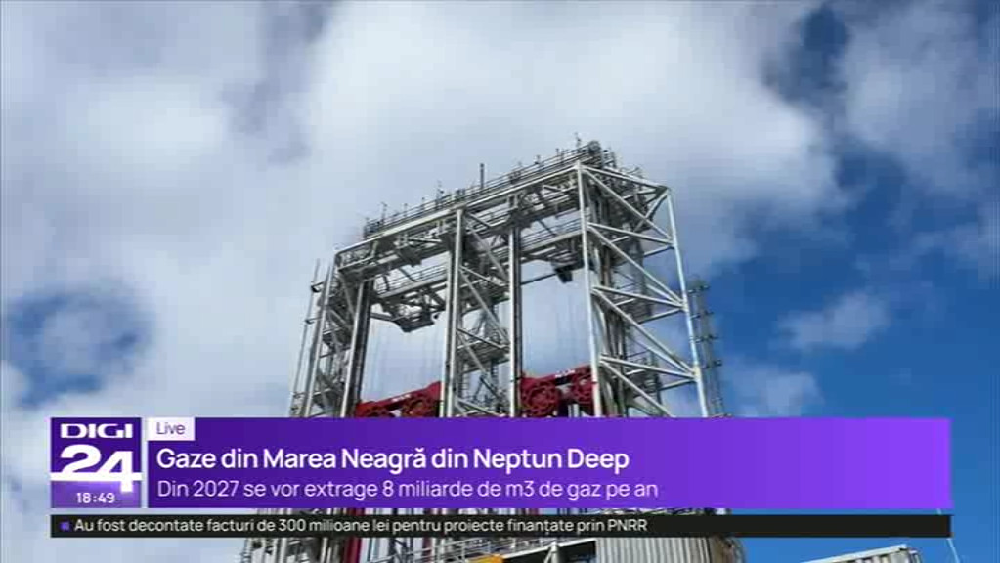 DIGI
24
18:49
Live
Gaze din Marea Neagră din Neptun Deep
Din 2027 se vor extrage 8 miliarde de m3 de gaz pe an
Au fost decontate facturi de 300 milioane lei pentru proiecte finanțate prin PNRR